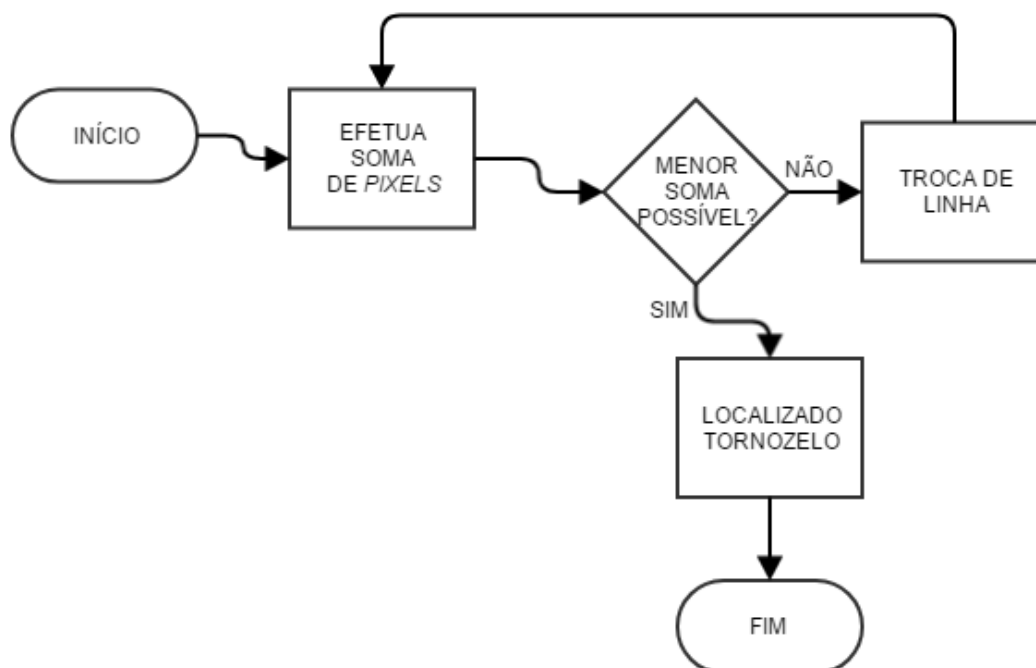 INÍCIO
EFETUA
SOMA
DE PIXELS
MENOR
SOMA
POSSÍVEL?
NÃO
TROCA DE
LINHA
SIM
LOCALIZADO
TORNOZELO
FIM